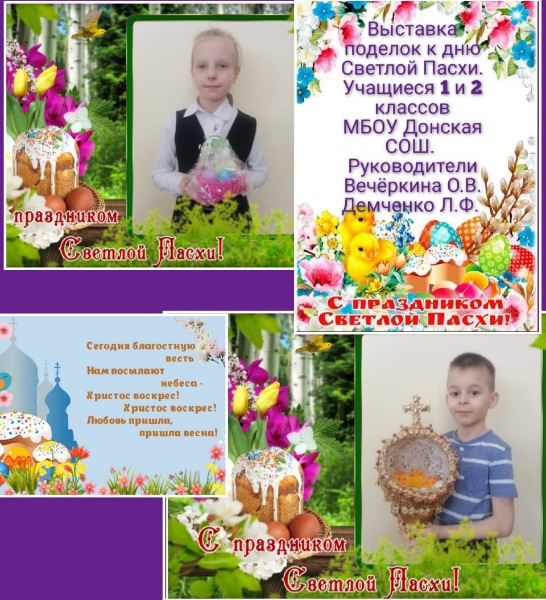 праздником
Светлой Пасхи!
Выставка
поделок к дню
Светлой Пасхи.
Учащиеся 1 и 2
классов
МБОУ Донская
СОШ.
Руководители
Вечёркина О.В.
Демченко Л.Ф.
С праздником
Светлой Пасхи!
Сегодня благостную
весть
Нам посылают
небеса -
Христос воскрес!
Христос воскрес!
Любовь пришла,
пришла весна!
С праздником
Светлой Пасхи!